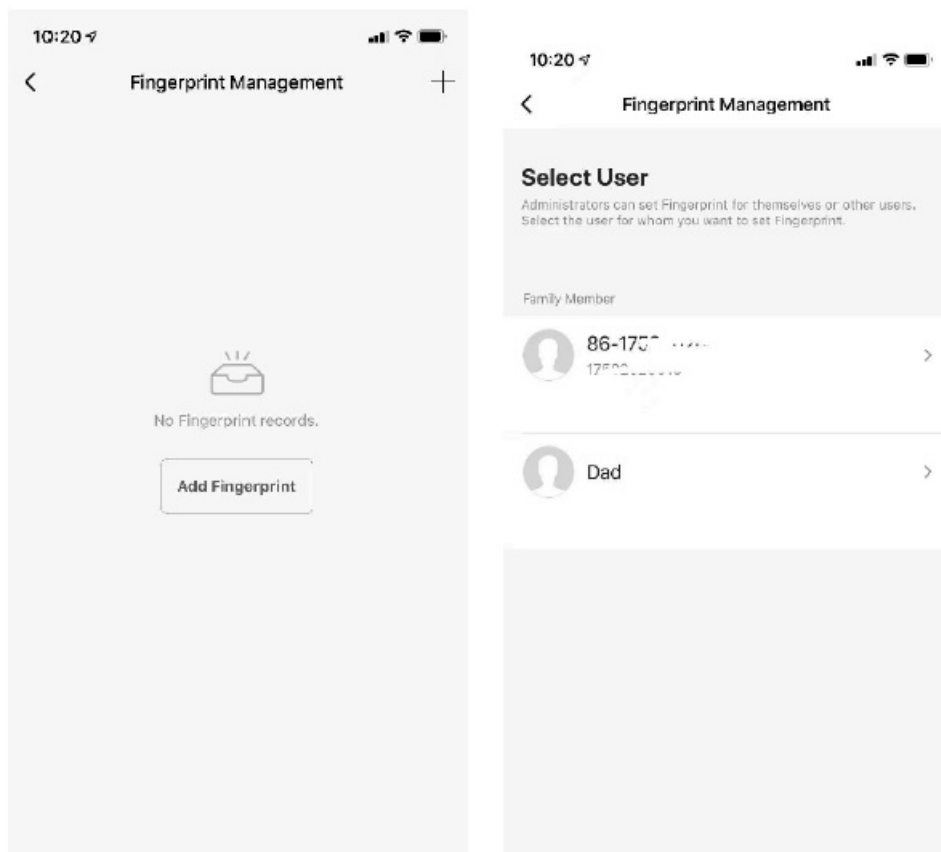 10:20
Fingerprint Management
No Fingerprint records.
Add Fingerprint
10:20
Fingerprint Management
Select User
Administrators can set Fingerprint for themselves or other users.
Select the user for whom you want to set Fingerprint.
Family Member
Dad